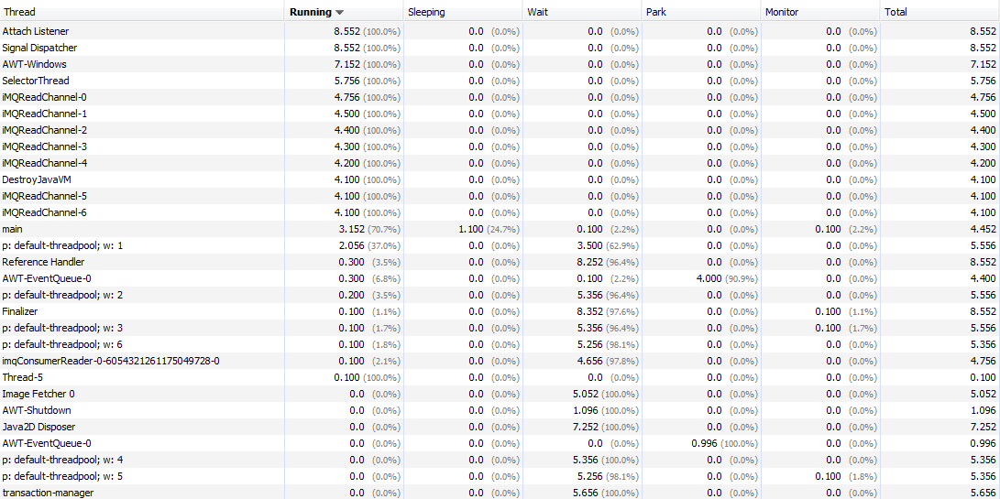 Thread Running Sleeping Wait Park Monitor Total
Attach Listener 8.552 (100.0%) 0.0 (0.0%) 0.0 (0.0%) 0.0 (0.0%) 0.0 (0.0%) 8.552
Signal Dispatcher 8.552 (100.0%) 0.0 (0.0%) 0.0 (0.0%) 0.0 (0.0%) 0.0 (0.0%) 8.552
AWT-Windows 7.152 (100.0%) 0.0 (0.0%) 0.0 (0.0%) 0.0 (0.0%) 0.0 (0.0%) 7.152
SelectorThread 5.756 (100.0%) 0.0 (0.0%) 0.0 (0.0%) 0.0 (0.0%) 0.0 (0.0%) 5.756
iMQReadChannel-0 4.756 (100.0%) 0.0 (0.0%) 0.0 (0.0%) 0.0 (0.0%) 0.0 (0.0%) 4.756
iMQReadChannel-1 4.500 (100.0%) 0.0 (0.0%) 0.0 (0.0%) 0.0 (0.0%) 0.0 (0.0%) 4.500
iMQReadChannel-2 4.400 (100.0%) 0.0 (0.0%) 0.0 (0.0%) 0.0 (0.0%) 0.0 (0.0%) 4.400
iMQReadChannel-3 4.300 (100.0%) 0.0 (0.0%) 0.0 (0.0%) 0.0 (0.0%) 0.0 (0.0%) 4.300
iMQReadChannel-4 4.200 (100.0%) 0.0 (0.0%) 0.0 (0.0%) 0.0 (0.0%) 0.0 (0.0%) 4.200
DestroyJavaVM 4.100 (100.0%) 0.0 (0.0%) 0.0 (0.0%) 0.0 (0.0%) 0.0 (0.0%) 4.100
iMQReadChannel-5 4.100 (100.0%) 0.0 (0.0%) 0.0 (0.0%) 0.0 (0.0%) 0.0 (0.0%) 4.100
iMQReadChannel-6 4.100 (100.0%) 0.0 (0.0%) 0.0 (0.0%) 0.0 (0.0%) 0.0 (0.0%) 4.100
main 3.152 (70.7%) 1.100 (24.7%) 0.100 (2.2%) 0.0 (0.0%) 0.100 (2.2%) 4.452
p: default-threadpool; w: 1 2.056 (37.0%) 0.0 (0.0%) 3.500 (62.9%) 0.0 (0.0%) 0.0 (0.0%) 5.556
Reference Handler 0.300 (3.5%) 0.0 (0.0%) 8.252 (96.4%) 0.0 (0.0%) 0.0 (0.0%) 8.552
AWT-EventQueue-0 0.300 (6.8%) 0.0 (0.0%) 0.100 (2.2%) 4.000 (90.9%) 0.0 (0.0%) 4.400
p: default-threadpool; w: 2 0.200 (3.5%) 0.0 (0.0%) 5.356 (96.4%) 0.0 (0.0%) 0.0 (0.0%) 5.556
Finalizer 0.100 (1.1%) 0.0 (0.0%) 8.352 (97.6%) 0.0 (0.0%) 0.100 (1.1%) 8.552
p: default-threadpool; w: 3 0.100 (1.7%) 0.0 (0.0%) 5.356 (96.4%) 0.0 (0.0%) 0.100 (1.7%) 5.556
p: default-threadpool; w: 6 0.100 (1.8%) 0.0 (0.0%) 5.256 (98.1%) 0.0 (0.0%) 0.0 (0.0%) 5.356
imqConsumerReader-0-6054321261175049728-0 0.100 (2.1%) 0.0 (0.0%) 4.656 (97.8%) 0.0 (0.0%) 0.0 (0.0%) 4.756
Thread-5 0.100 (100.0%) 0.0 (0.0%) 0.0 (0.0%) 0.0 (0.0%) 0.0 (0.0%) 0.100
Image Fetcher 0 0.0 (0.0%) 0.0 (0.0%) 5.052 (100.0%) 0.0 (0.0%) 0.0 (0.0%) 5.052
AWT-Shutdown 0.0 (0.0%) 0.0 (0.0%) 1.096 (100.0%) 0.0 (0.0%) 0.0 (0.0%) 1.096
Java2D Disposer 0.0 (0.0%) 0.0 (0.0%) 7.252 (100.0%) 0.0 (0.0%) 0.0 (0.0%) 7.252
AWT-EventQueue-0 0.0 (0.0%) 0.0 (0.0%) 0.0 (0.0%) 0.996 (100.0%) 0.0 (0.0%) 0.996
p: default-threadpool; w: 4 0.0 (0.0%) 0.0 (0.0%) 5.356 (100.0%) 0.0 (0.0%) 0.0 (0.0%) 5.356
p: default-threadpool; w: 5 0.0 (0.0%) 0.0 (0.0%) 5.256 (98.1%) 0.0 (0.0%) 0.100 (1.8%) 5.356
transaction-manager 0.0 (0.0%) 0.0 (0.0%) 5.656 (100.0%) 0.0 (0.0%) 0.0 (0.0%) 5.656